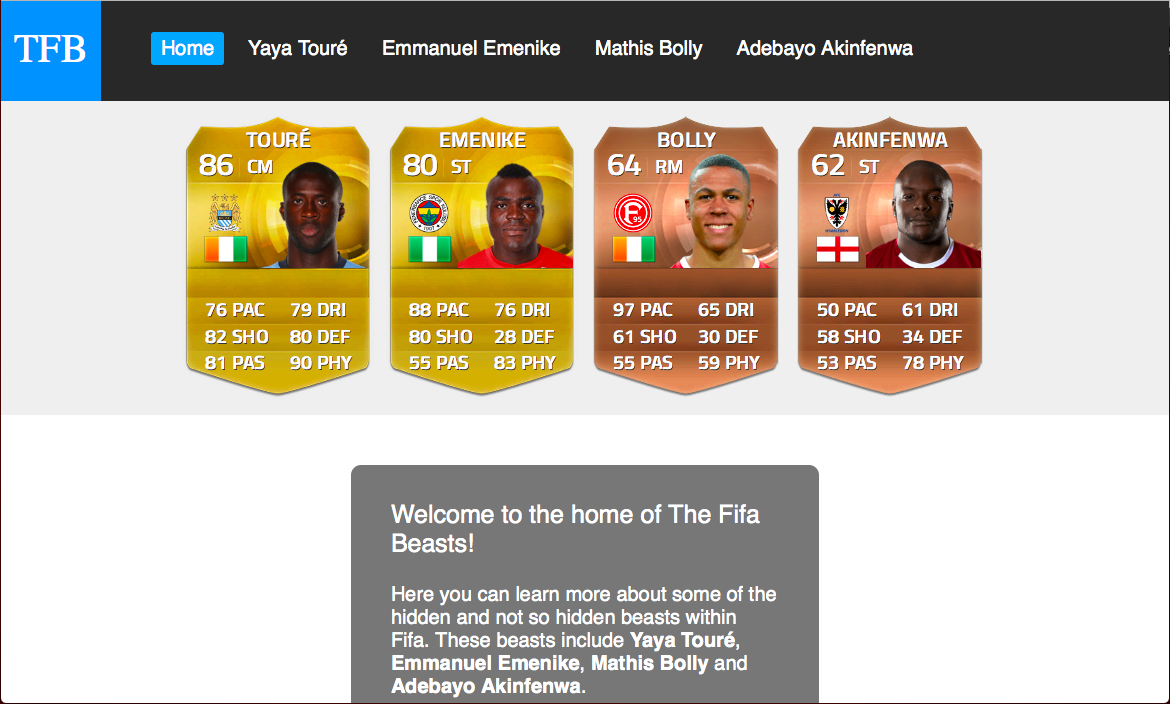 TFB
Home Yaya Touré Emmanuel Emenike Mathis Bolly Adebayo Akinfenwa
TOURÉ
86 CM
76 PAC 79 DRI
82 SHO 80 DEF
81 PAS 90 PHY
EMENIKE
80 ST
88 PAC 76 DRI
80 SHO 28 DEF
55 PAS 83 PHY
BOLLY
64 RM
95
97 PAC 65 DRI
61 SHO 30 DEF
55 PAS 59 PHY
AKINFENWA
62 ST
50 PAC 61 DRI
58 SHO 34 DEF
53 PAS 78 PHY
Welcome to the home of The Fifa
Beasts!
Here you can learn more about some of the
hidden and not so hidden beasts within
Fifa. These beasts include Yaya Touré,
Emmanuel Emenike, Mathis Bolly and
Adebayo Akinfenwa.